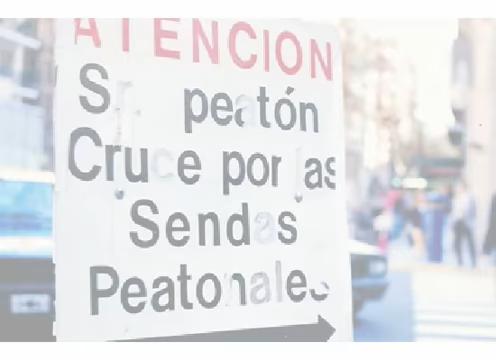 ATENCION
Sr. peatón
Cruce por las
Sendas
Peatonales